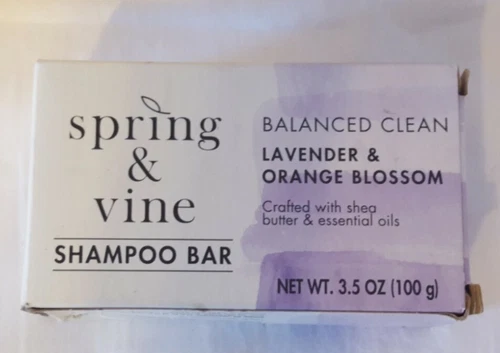 spring
&
vine
SHAMPOO BAR
BALANCED CLEAN
LAVENDER &
ORANGE BLOSSOM
Crafted with shea
butter & essential oils
NET WT. 3.5 OZ (100 g)